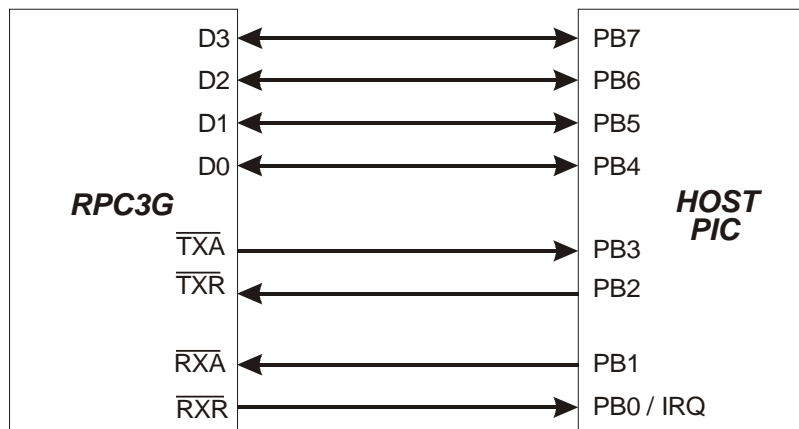 D3 PB7
D2 PB6
D1 PB5
D0 PB4
RPC3G HOST
PIC
TXA PB3
TXR PB2
RXA PB1
RXR PB0 / IRQ